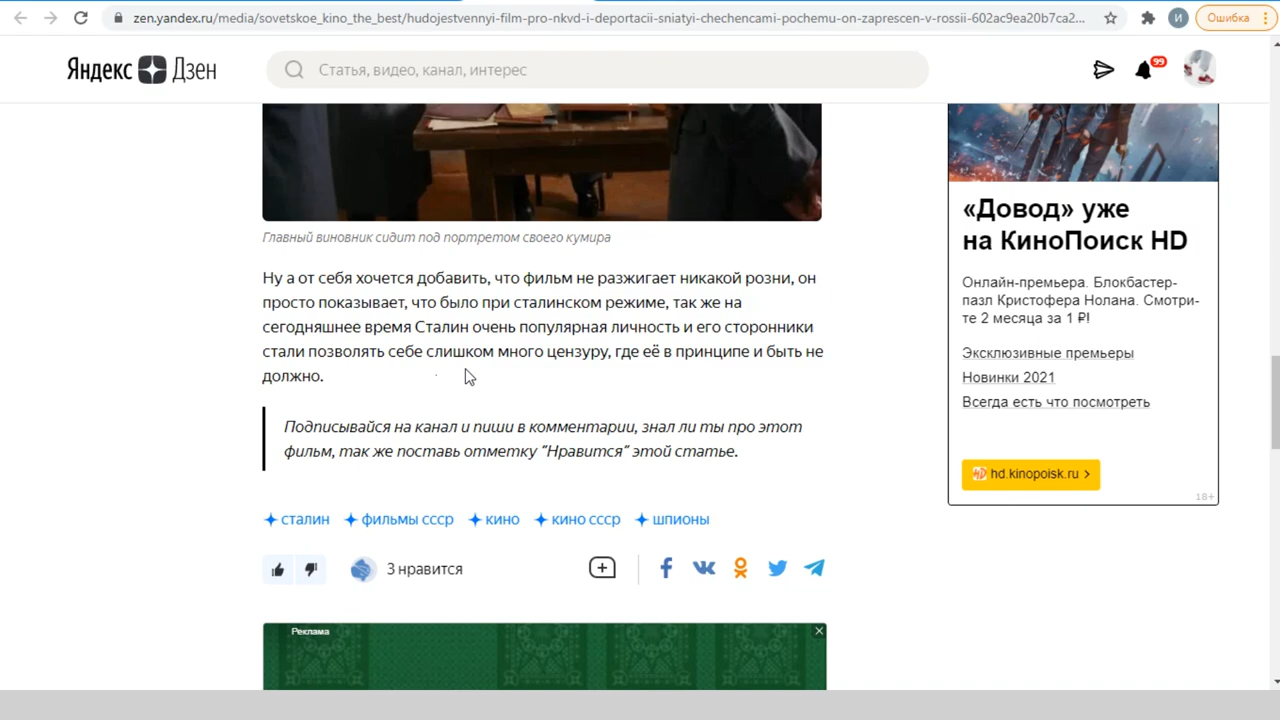 zen.yandex.ru/media/sovetskoe_kino_the_best/hudojestvennyi-film-pro-nkvd-i-deportacii-sniatyi-chechencami-pochemu-on-zaprescen-v-rossii-602ac9ea20b7ca2...
И
Ошибка
Яндекс Дзен
Статья, видео, канал, интерес
99
Главный виновник сидит под портретом своего кумира
Ну а от себя хочется добавить, что фильм не разжигает никакой розни, он
просто показывает, что было при сталинском режиме, так же на
сегодняшнее время Сталин очень популярная личность и его сторонники
стали позволять себе слишком много цензуру, где её в принципе и быть не
должно.
Подписывайся на канал и пиши в комментарии, знал ли ты про этот
фильм, так же поставь отметку "Нравится" этой статье.
сталин фильмы ссср кино кино ссср шпионы
3 нравится
Реклама
«Довод» уже
на КиноПоиск HD
Онлайн-премьера. Блокбастер-
пазл Кристофера Нолана. Смотри-
те 2 месяца за 1 ₽!
Эксклюзивные премьеры
Новинки 2021
Всегда есть что посмотреть
HD hd.kinopoisk.ru
18+